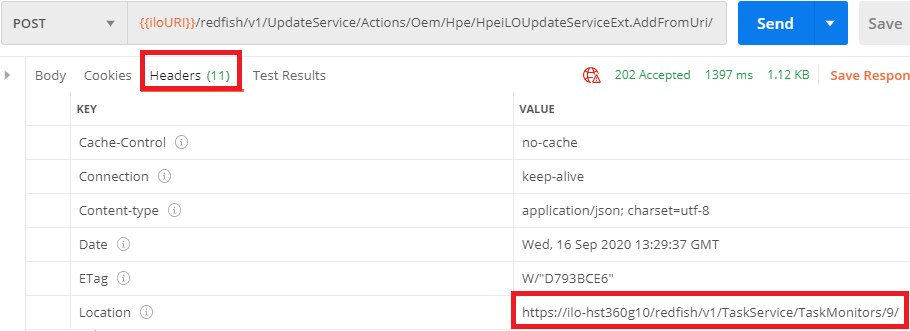 POST {{iloURI}}/redfish/v1/UpdateService/Actions/Oem/Hpe/HpeiLOUpdateServiceExt.AddFromUri/ Send Save
Body Cookies Headers (11) Test Results 202 Accepted 1397 ms 1.12 KB Save Respon
KEY VALUE
Cache-Control no-cache
Connection keep-alive
Content-type application/json; charset=utf-8
Date Wed, 16 Sep 2020 13:29:37 GMT
ETag W/"D793BCE6"
Location https://ilo-hst360g10/redfish/v1/TaskService/TaskMonitors/9/